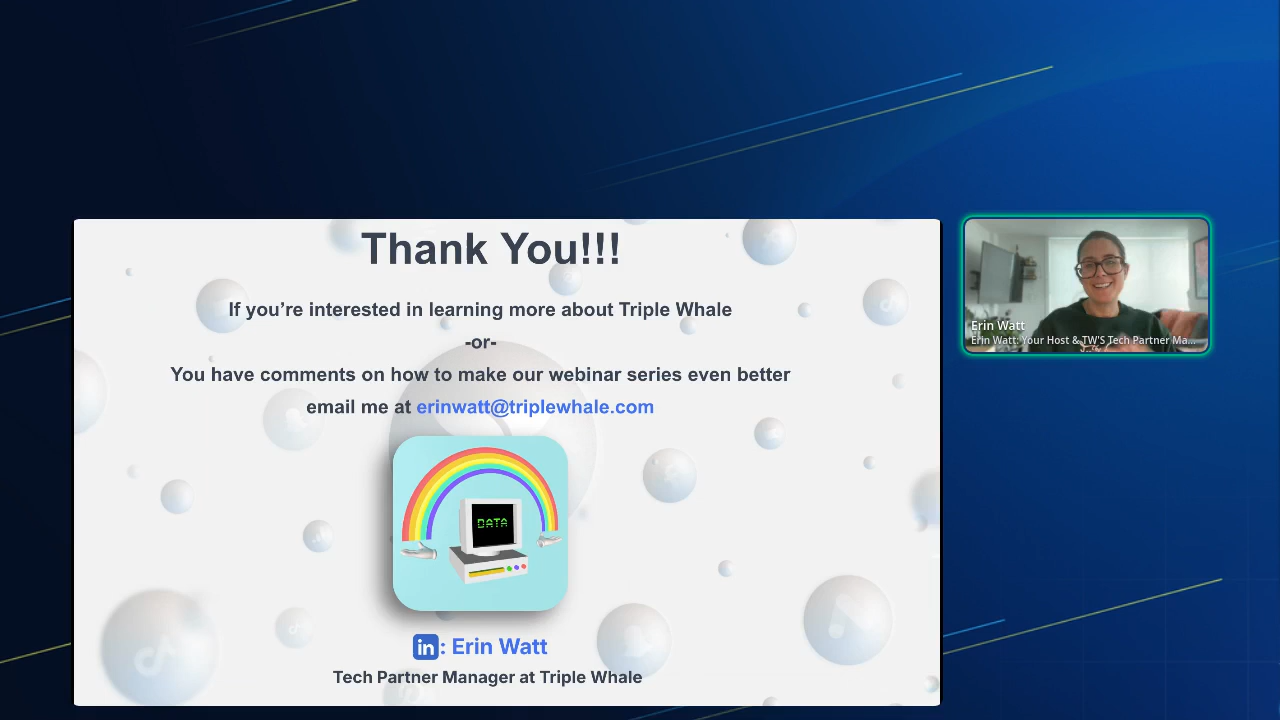 Thank You!!!
If you’re interested in learning more about Triple Whale
-or-
You have comments on how to make our webinar series even better
email me at erinwatt@triplewhale.com
DATA
in: Erin Watt
Tech Partner Manager at Triple Whale
Erin Watt
Erin Watt: Your Host & TW'S Tech Partner Ma...